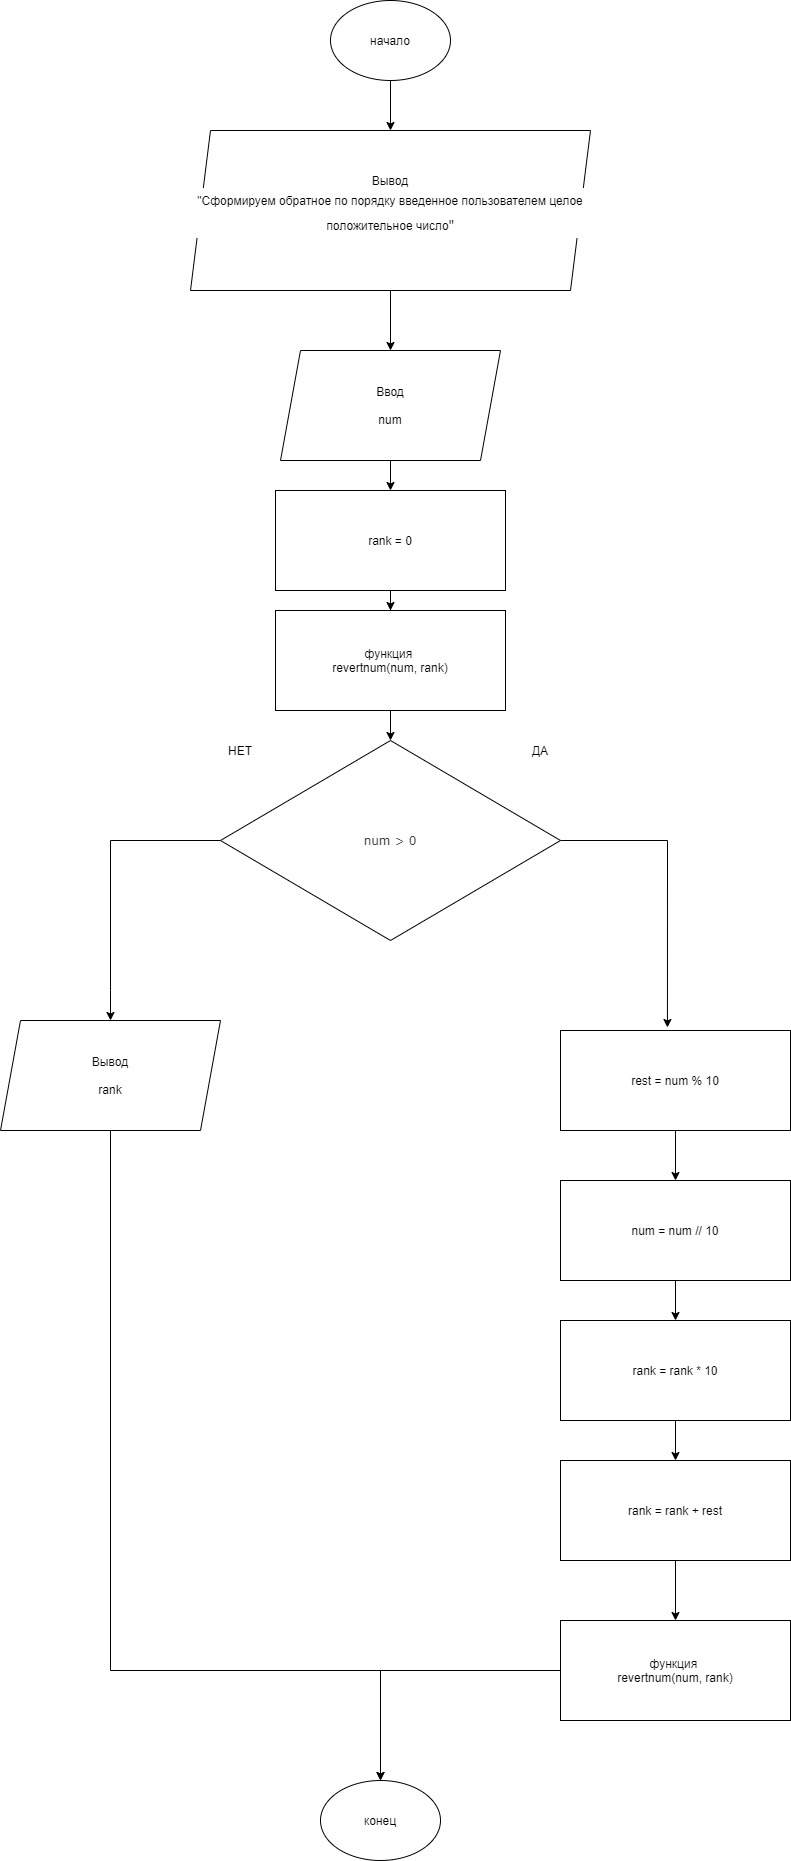 начало
Вывод
"Сформируем обратное по порядку введенное пользователем целое
положительное число"
Ввод
num
rank = 0
функция
revertnum(num, rank)
НЕТ
ДА
num > 0
Вывод
rank
rest = num % 10
num = num // 10
rank = rank * 10
rank = rank + rest
функция
revertnum(num, rank)
конец